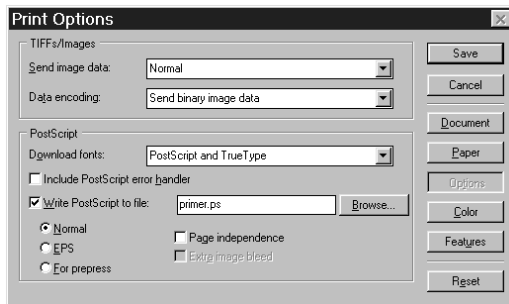 Print Options
TIFFs/Images
Send image data: Normal
Data encoding: Send binary image data
PostScript
Download fonts: PostScript and TrueType
Include PostScript error handler
Write PostScript to file: primer.ps Browse...
Normal
EPS
For prepress
Page independence
Extra image bleed
Save
Cancel
Document
Paper
Options
Color
Features
Reset